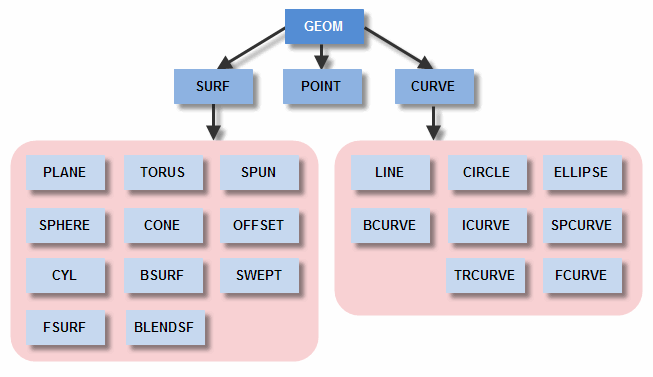 GEOM
SURF POINT CURVE
PLANE TORUS SPUN
SPHERE CONE OFFSET
CYL BSURF SWEPT
FSURF BLENDSF
LINE CIRCLE ELLIPSE
BCURVE ICURVE SPCURVE
TRCURVE FCURVE